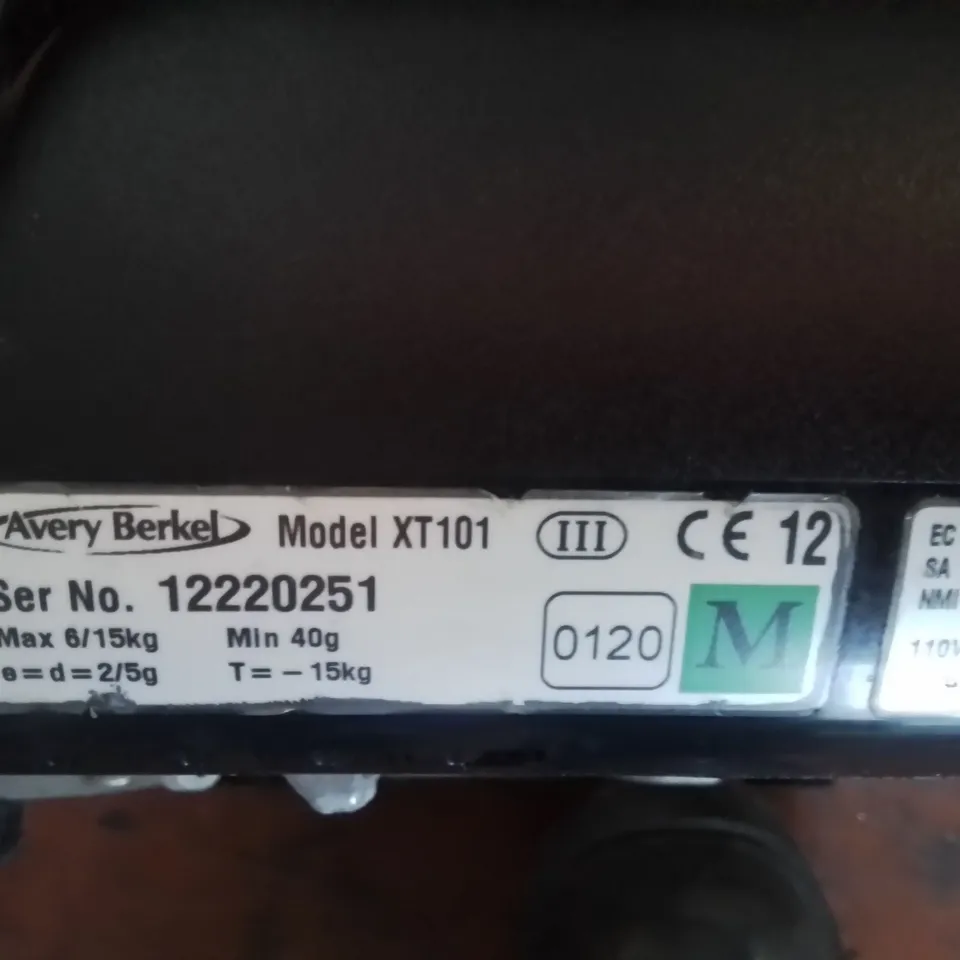 Avery Berkel Model XT101 III CE 12
Ser No. 12220251
Max 6/15kg Min 40g
e=d=2/5g T=-15kg
0120 M
EC
SA
NMI
110V